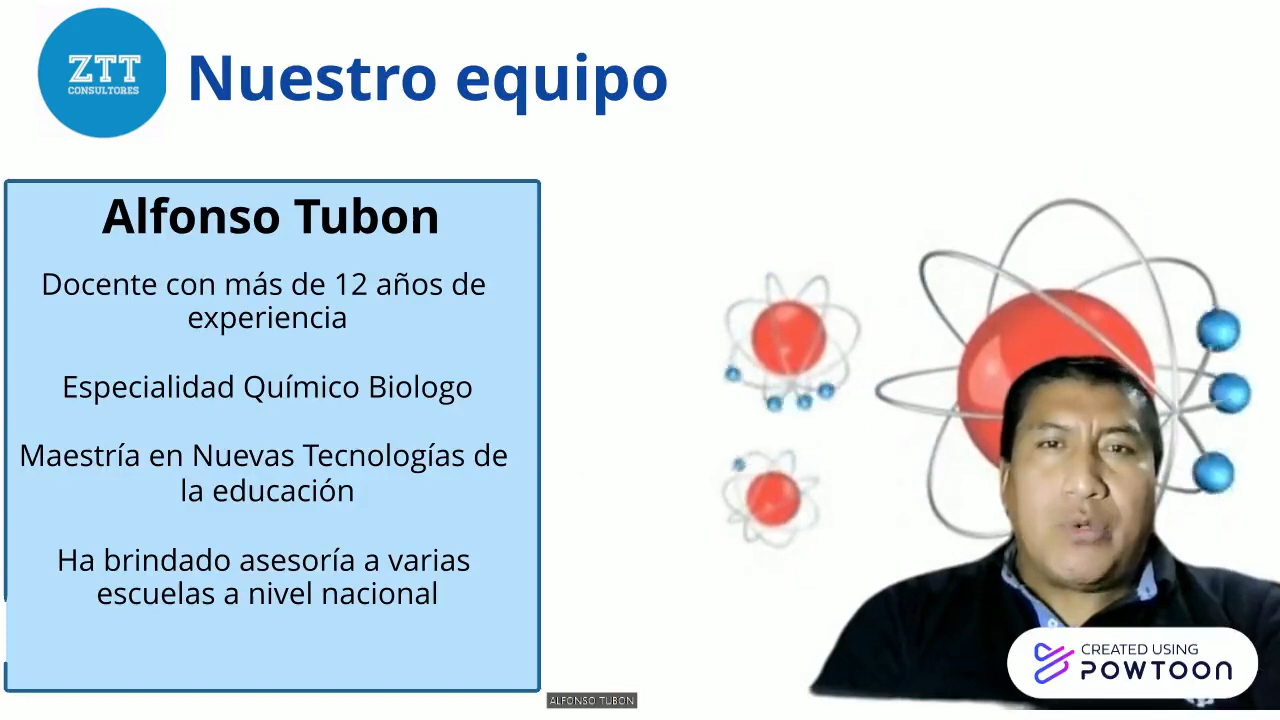 ZTT
CONSULTORES
Nuestro equipo
Alfonso Tubon
Docente con más de 12 años de
experiencia
Especialidad Químico Biologo
Maestría en Nuevas Tecnologías de
la educación
Ha brindado asesoría a varias
escuelas a nivel nacional
ALFONSO TUBON
CREATED USING
POWTOON